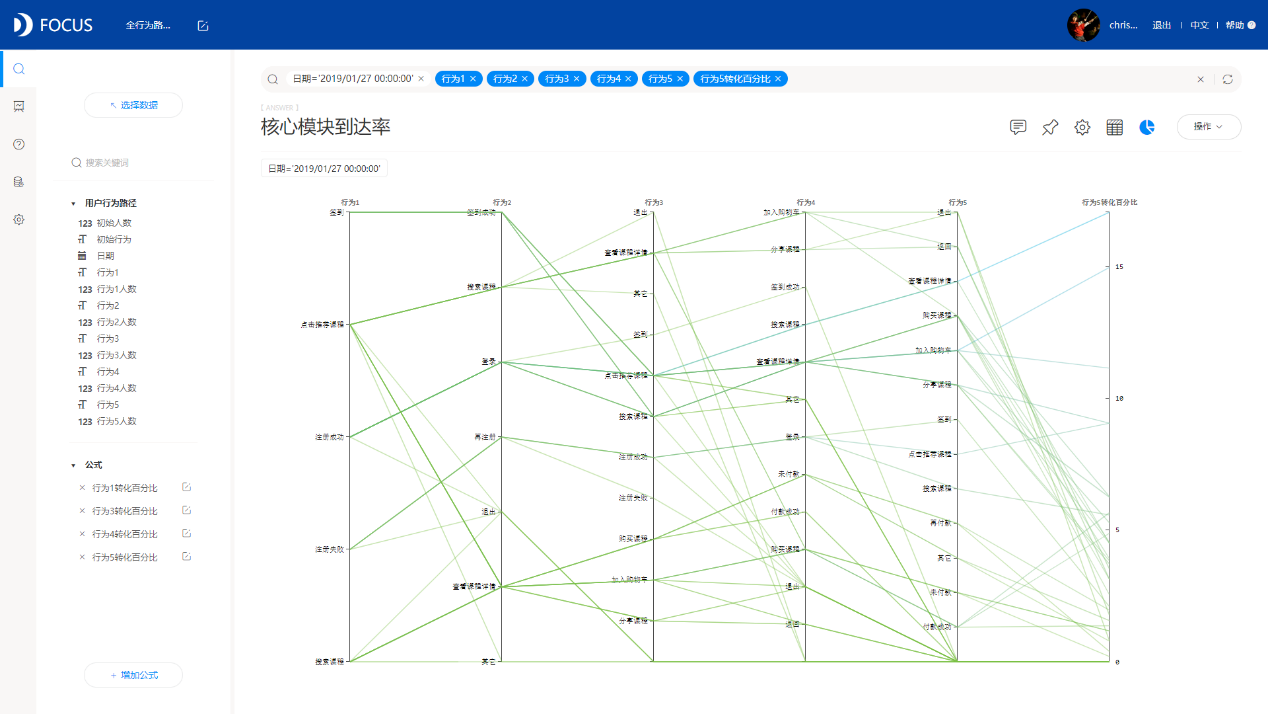 FOCUS
全行为路...
chris...
退出
中文
帮助
选择数据
搜索关键词
用户行为路径
123 初始人数
初始行为
日期
行为1
123 行为1人数
行为2
123 行为2人数
行为3
123 行为3人数
行为4
123 行为4人数
行为5
123 行为5人数
公式
行为1转化百分比
行为3转化百分比
行为4转化百分比
行为5转化百分比
+ 增加公式
日期='2019/01/27 00:00:00' ×
行为1 ×
行为2 ×
行为3 ×
行为4 ×
行为5 ×
行为5转化百分比 ×
[ ANSWER ]
核心模块到达率
操作
日期='2019/01/27 00:00:00'
行为1
签到
点击推荐课程
注册成功
注册失败
搜索课程
行为2
签到成功
搜索课程
登录
再注册
退出
查看课程详情
其它
行为3
退出
查看课程详情
其它
签到
点击推荐课程
搜索课程
注册成功
注册失败
购买课程
加入购物车
分享课程
行为4
加入购物车
分享课程
签到成功
搜索课程
查看课程详情
其它
登录
未付款
付款成功
购买课程
退出
返回
行为5
退出
返回
查看课程详情
购买课程
加入购物车
分享课程
签到
点击推荐课程
搜索课程
再付款
其它
未付款
付款成功
行为5转化百分比
15
10
5
0